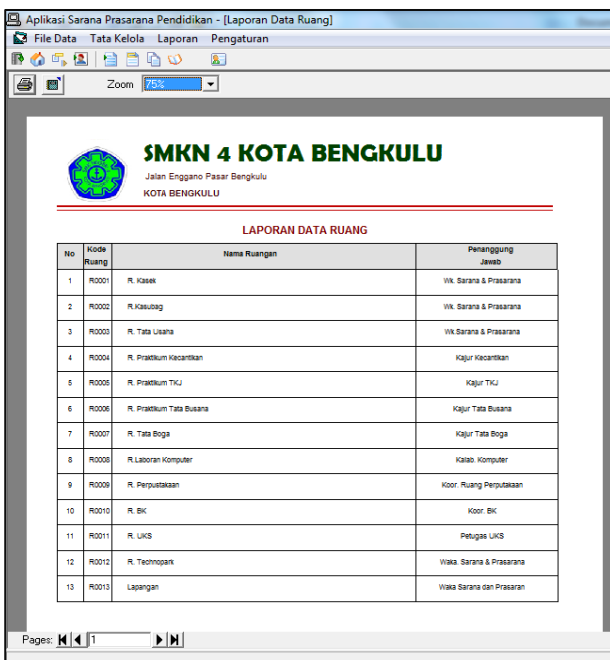 Aplikasi Sarana Prasarana Pendidikan - [Laporan Data Ruang]
File Data Tata Kelola Laporan Pengaturan
Zoom 75%
SMKN 4 KOTA BENGKULU
Jalan Enggano Pasar Bengkulu
KOTA BENGKULU
LAPORAN DATA RUANG
No Kode Ruang Nama Ruangan Penanggung Jawab
1 R0001 R. Kasek Wk. Sarana & Prasarana
2 R0002 R.Kasubag Wk. Sarana & Prasarana
3 R0003 R. Tata Usaha Wk.Sarana & Prasarana
4 R0004 R. Praktikum Kecantikan Kajur Kecantikan
5 R0005 R. Praktikum TKJ Kajur TKJ
6 R0006 R. Praktikum Tata Busana Kajur Tata Busana
7 R0007 R. Tata Boga Kajur Tata Boga
8 R0008 R.Laboran Komputer Kalab. Komputer
9 R0009 R. Perpustakaan Koor. Ruang Perputakaan
10 R0010 R. BK Koor. BK
11 R0011 R. UKS Petugas UKS
12 R0012 R. Technopark Waka. Sarana & Prasarana
13 R0013 Lapangan Waka Sarana dan Prasaran
Pages: 1